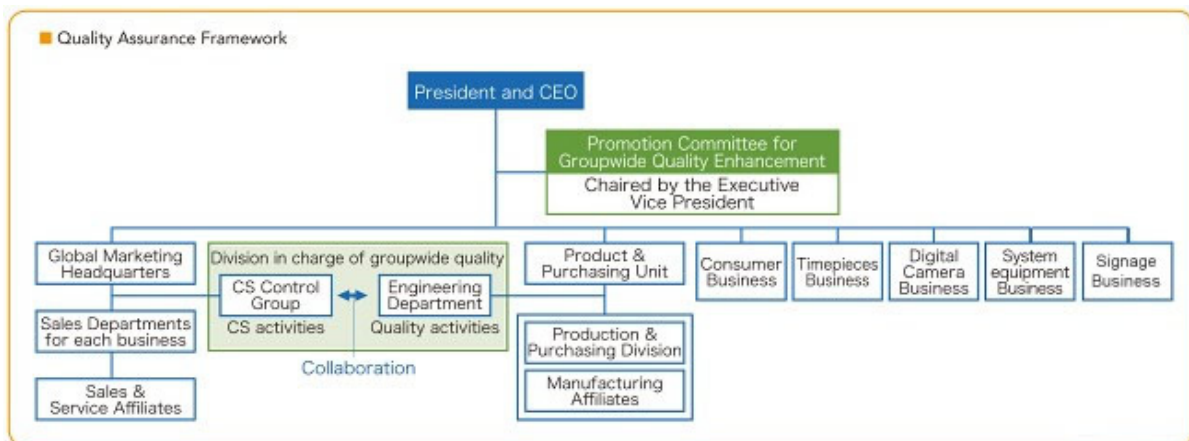 ■ Quality Assurance Framework
President and CEO
Promotion Committee for
Groupwide Quality Enhancement
Chaired by the Executive
Vice President
Global Marketing
Headquarters
Division in charge of groupwide quality
CS Control
Group
CS activities
Engineering
Department
Quality activities
Collaboration
Product &
Purchasing Unit
Consumer
Business
Timepieces
Business
Digital
Camera
Business
System
equipment
Business
Signage
Business
Sales Departments
for each business
Sales &
Service Affiliates
Production &
Purchasing Division
Manufacturing
Affiliates